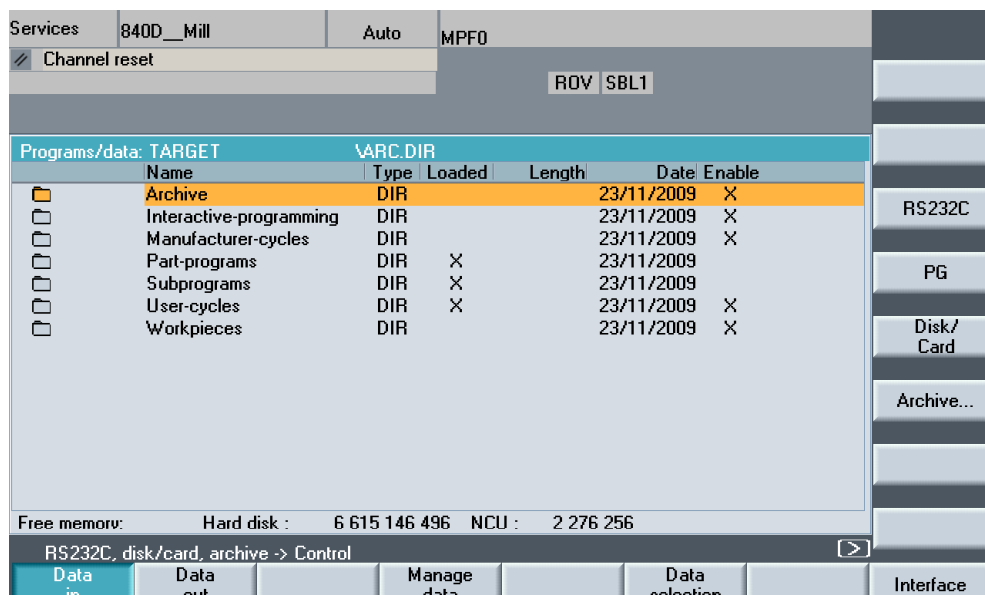 Services 840D__Mill Auto MPF0
Channel reset
ROV SBL1
Programs/data: TARGET \ARC.DIR
Name Type Loaded Length Date Enable
Archive DIR 23/11/2009 X
Interactive-programming DIR 23/11/2009 X
Manufacturer-cycles DIR 23/11/2009 X
Part-programs DIR X 23/11/2009
Subprograms DIR X 23/11/2009
User-cycles DIR X 23/11/2009 X
Workpieces DIR 23/11/2009 X
Free memory: Hard disk : 6 615 146 496 NCU : 2 276 256
RS232C, disk/card, archive -> Control
[>]
Data in
Data out
Manage data
Data selection
RS232C
PG
Disk/
Card
Archive...
Interface